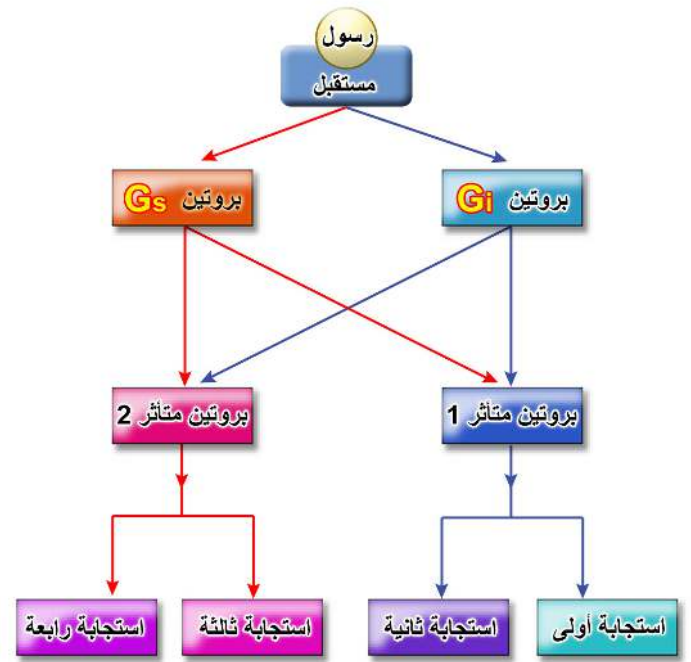 رسول
مستقبل
بروتين Gi
بروتين Gs
بروتين متأثر 1
بروتين متأثر 2
استجابة أولى
استجابة ثانية
استجابة ثالثة
استجابة رابعة